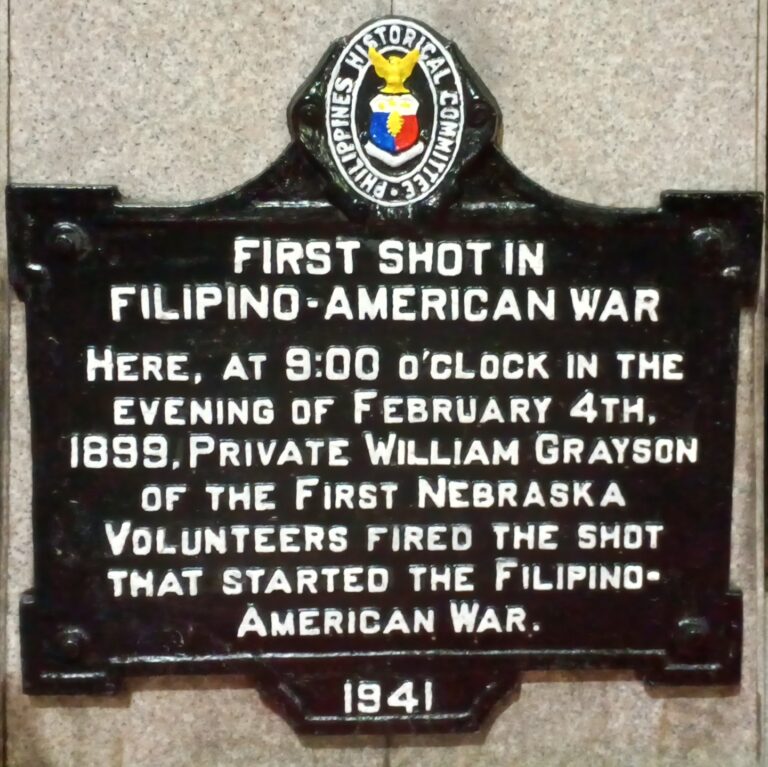 PHILIPPINES HISTORICAL COMMITTEE •
FIRST SHOT IN
FILIPINO-AMERICAN WAR
HERE, AT 9:00 O'CLOCK IN THE
EVENING OF FEBRUARY 4TH,
1899, PRIVATE WILLIAM GRAYSON
OF THE FIRST NEBRASKA
VOLUNTEERS FIRED THE SHOT
THAT STARTED THE FILIPINO-
AMERICAN WAR.
1941